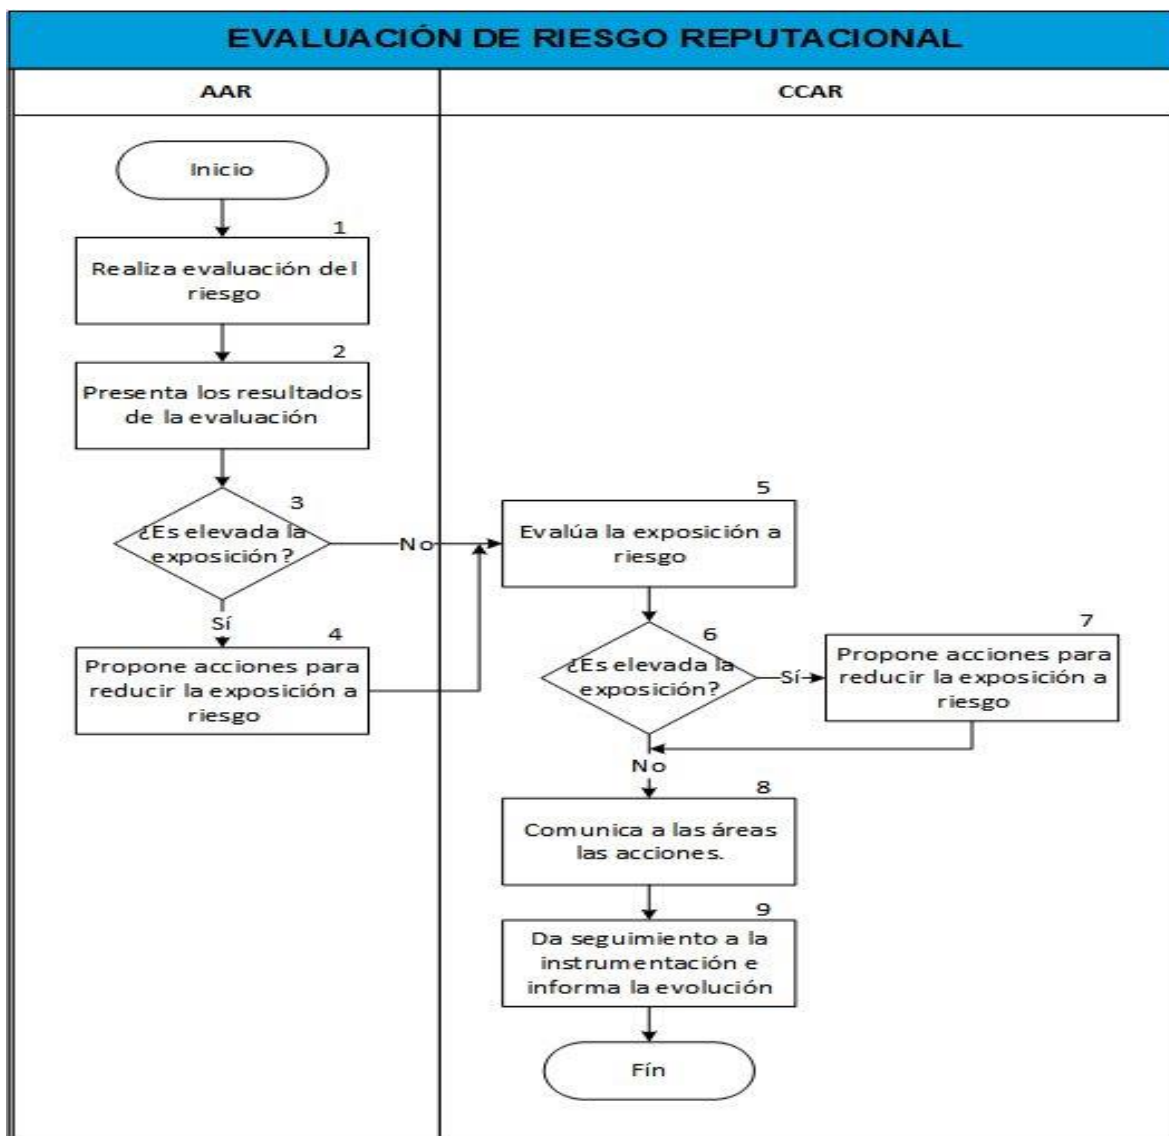 EVALUACIÓN DE RIESGO REPUTACIONAL
AAR
CCAR
Inicio
1
Realiza evaluación del
riesgo
2
Presenta los resultados
de la evaluación
3
¿Es elevada la
exposición?
No
Sí
4
Propone acciones para
reducir la exposición a
riesgo
5
Evalúa la exposición a
riesgo
6
¿Es elevada la
exposición?
Sí
7
Propone acciones para
reducir la exposición a
riesgo
No
8
Comunica a las áreas
las acciones.
9
Da seguimiento a la
instrumentación e
informa la evolución
Fín